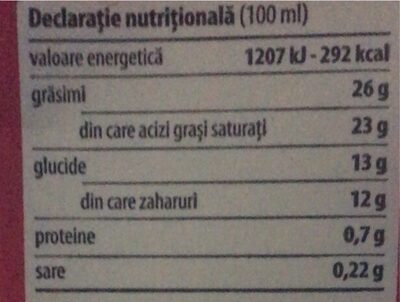 Declarație nutrițională (100 ml)
valoare energetică 1207 kJ - 292 kcal
grăsimi 26 g
din care acizi grași saturați 23 g
glucide 13 g
din care zaharuri 12 g
proteine 0,7 g
sare 0,22 g